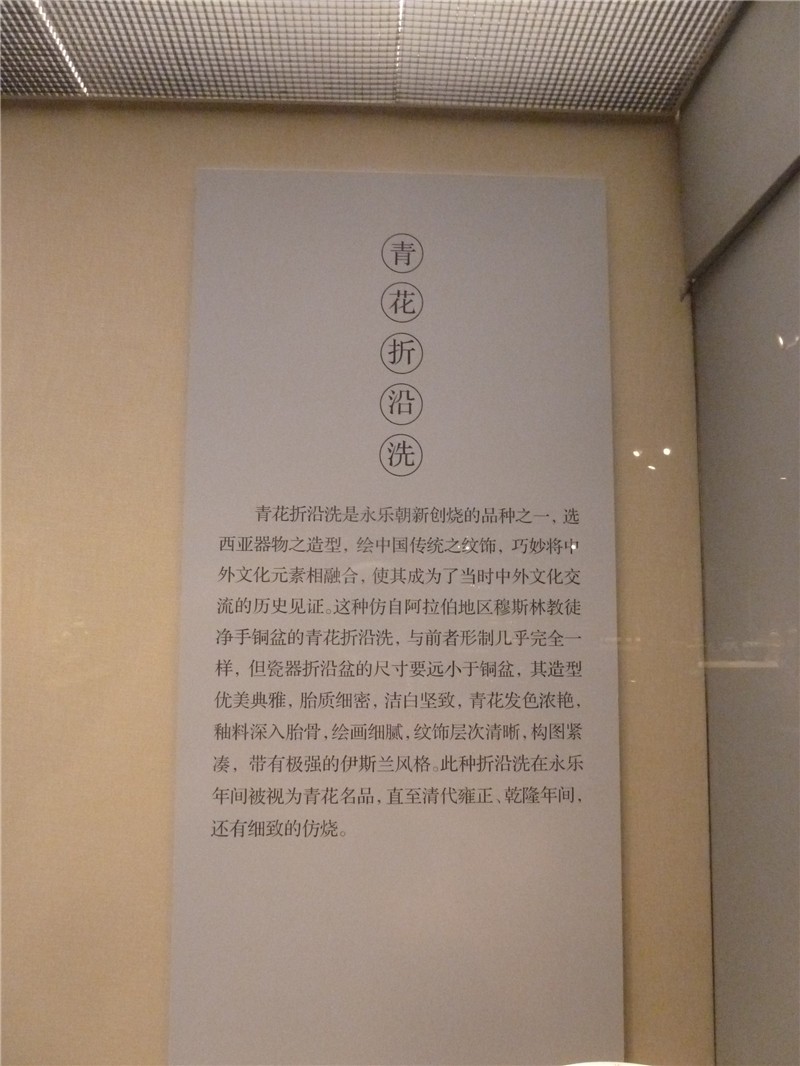 青花折沿洗
青花折沿洗是永乐朝新创烧的品种之一，选
西亚器物之造型，绘中国传统之纹饰，巧妙将中
外文化元素相融合，使其成为了当时中外文化交
流的历史见证。这种仿自阿拉伯地区穆斯林教徒
净手铜盆的青花折沿洗，与前者形制几乎完全一
样，但瓷器折沿盆的尺寸要远小于铜盆，其造型
优美典雅，胎质细密，洁白坚致，青花发色浓艳，
釉料深入胎骨，绘画细腻，纹饰层次清晰，构图紧
凑，带有极强的伊斯兰风格。此种折沿洗在永乐
年间被视为青花名品，直至清代雍正、乾隆年间，
还有细致的仿烧。